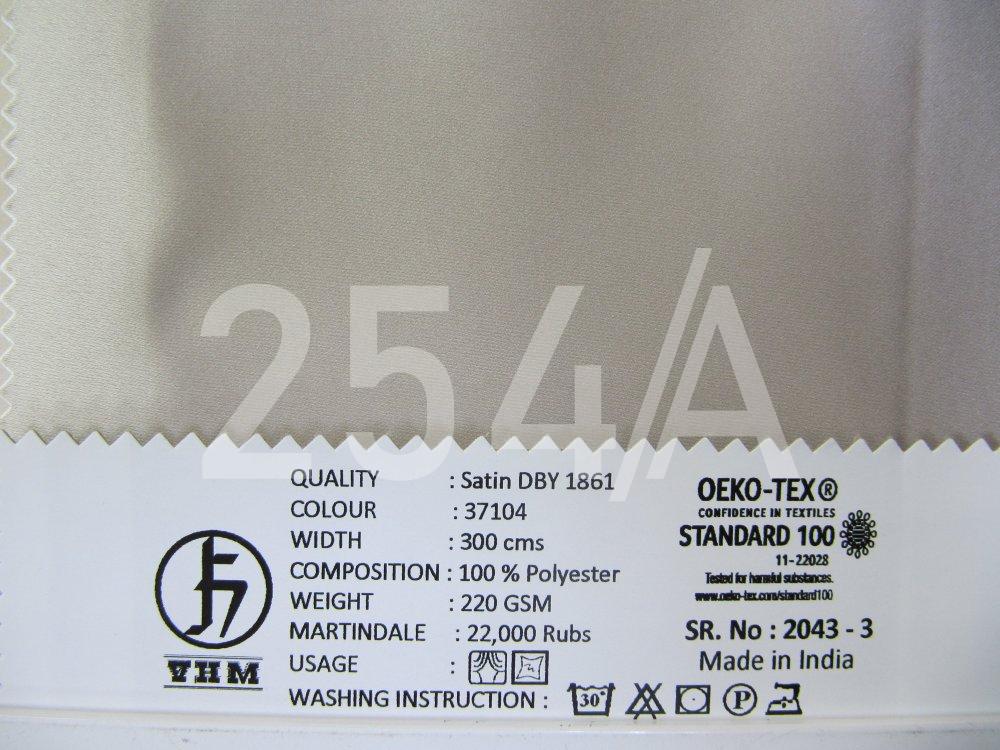 254/A
QUALITY : Satin DBY 1861
COLOUR : 37104
WIDTH : 300 cms
COMPOSITION : 100 % Polyester
WEIGHT : 220 GSM
MARTINDALE : 22,000 Rubs
USAGE :
WASHING INSTRUCTION : 30° P
VHM
OEKO-TEX®
CONFIDENCE IN TEXTILES
STANDARD 100
11-22028
Tested for harmful substances.
www.oeko-tex.com/standard100
SR. No : 2043 - 3
Made in India